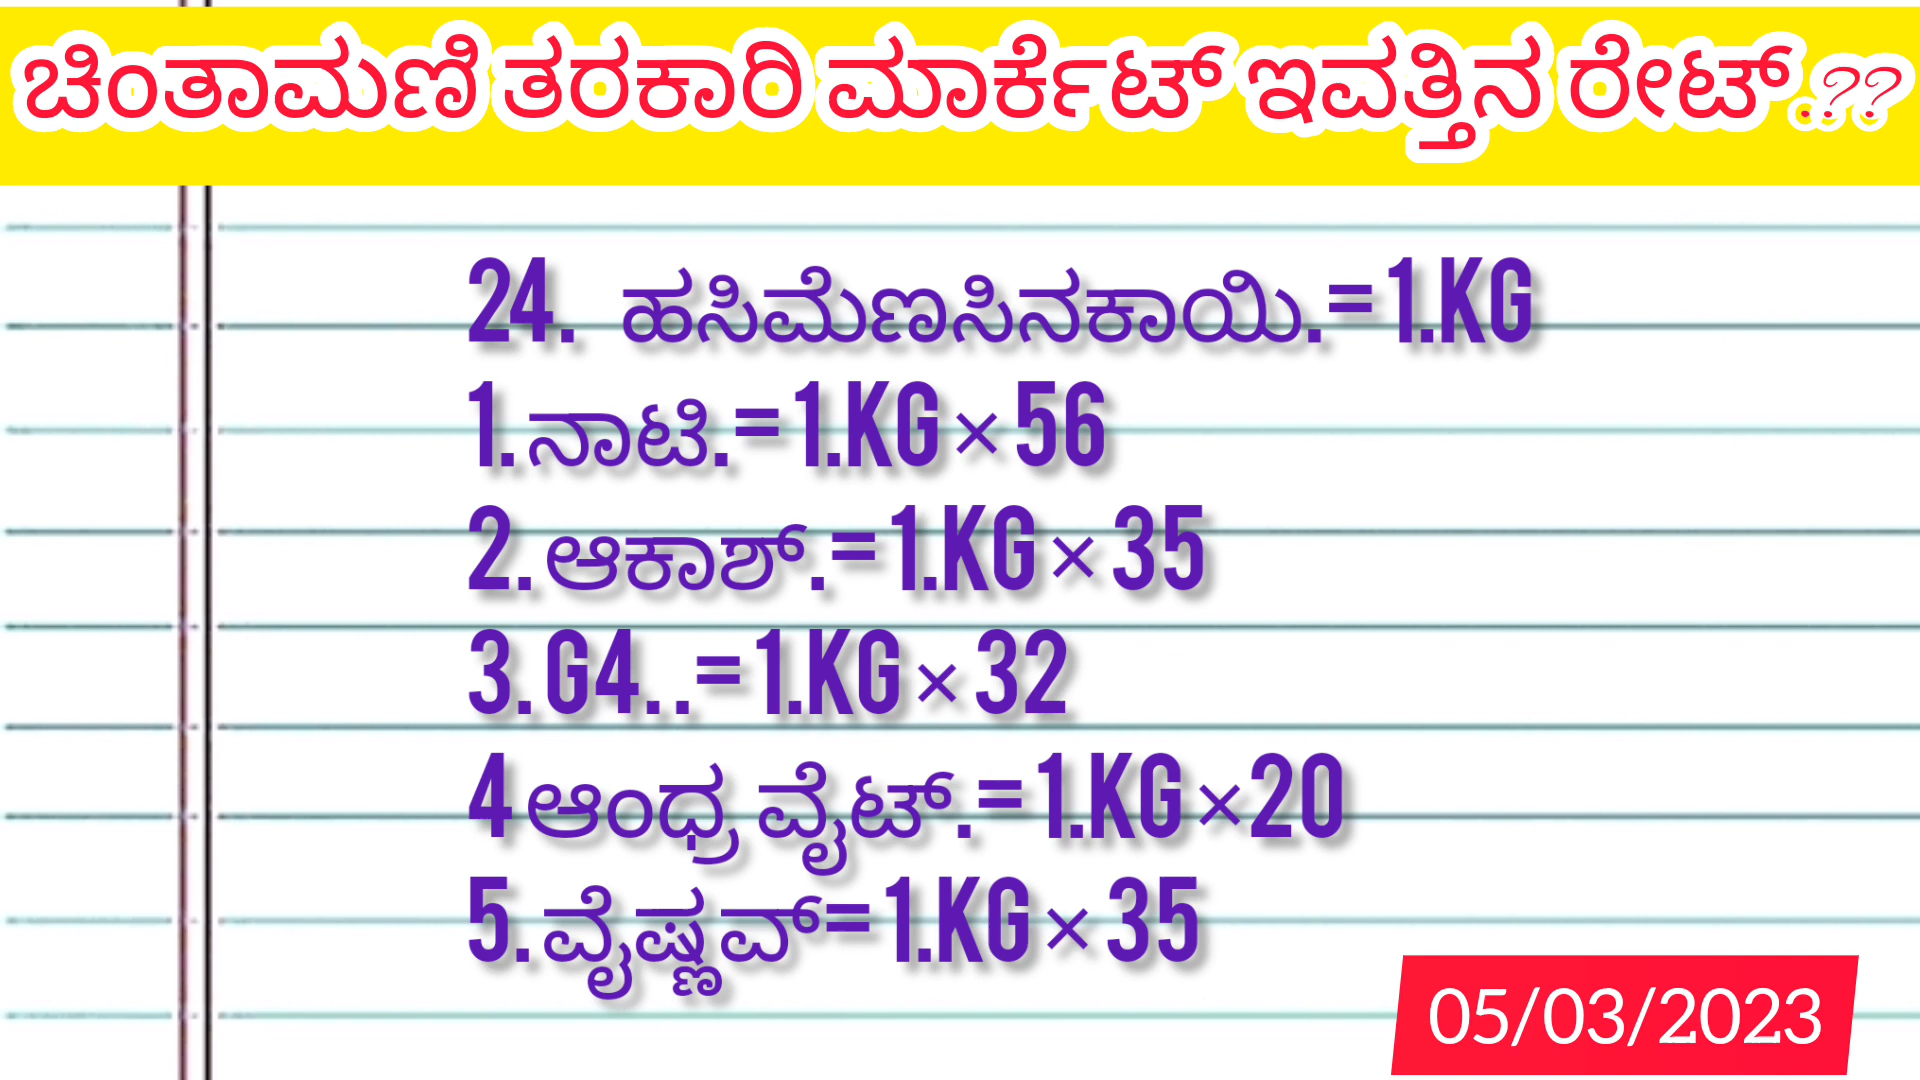 ಚಿಂತಾಮಣಿ ತರಕಾರಿ ಮಾರ್ಕೆಟ್ ಇವತ್ತಿನ ರೇಟ್.??
24. ಹಸಿಮೆಣಸಿನಕಾಯಿ.=1.KG
1.ನಾಟಿ.=1.KG×56
2.ಆಕಾಶ್.=1.KG×35
3.G4..=1.KG×32
4 ಆಂಧ್ರ ವೈಟ್.=1.KG×20
5.ವೈಷ್ಣವ್=1.KG×35
05/03/2023